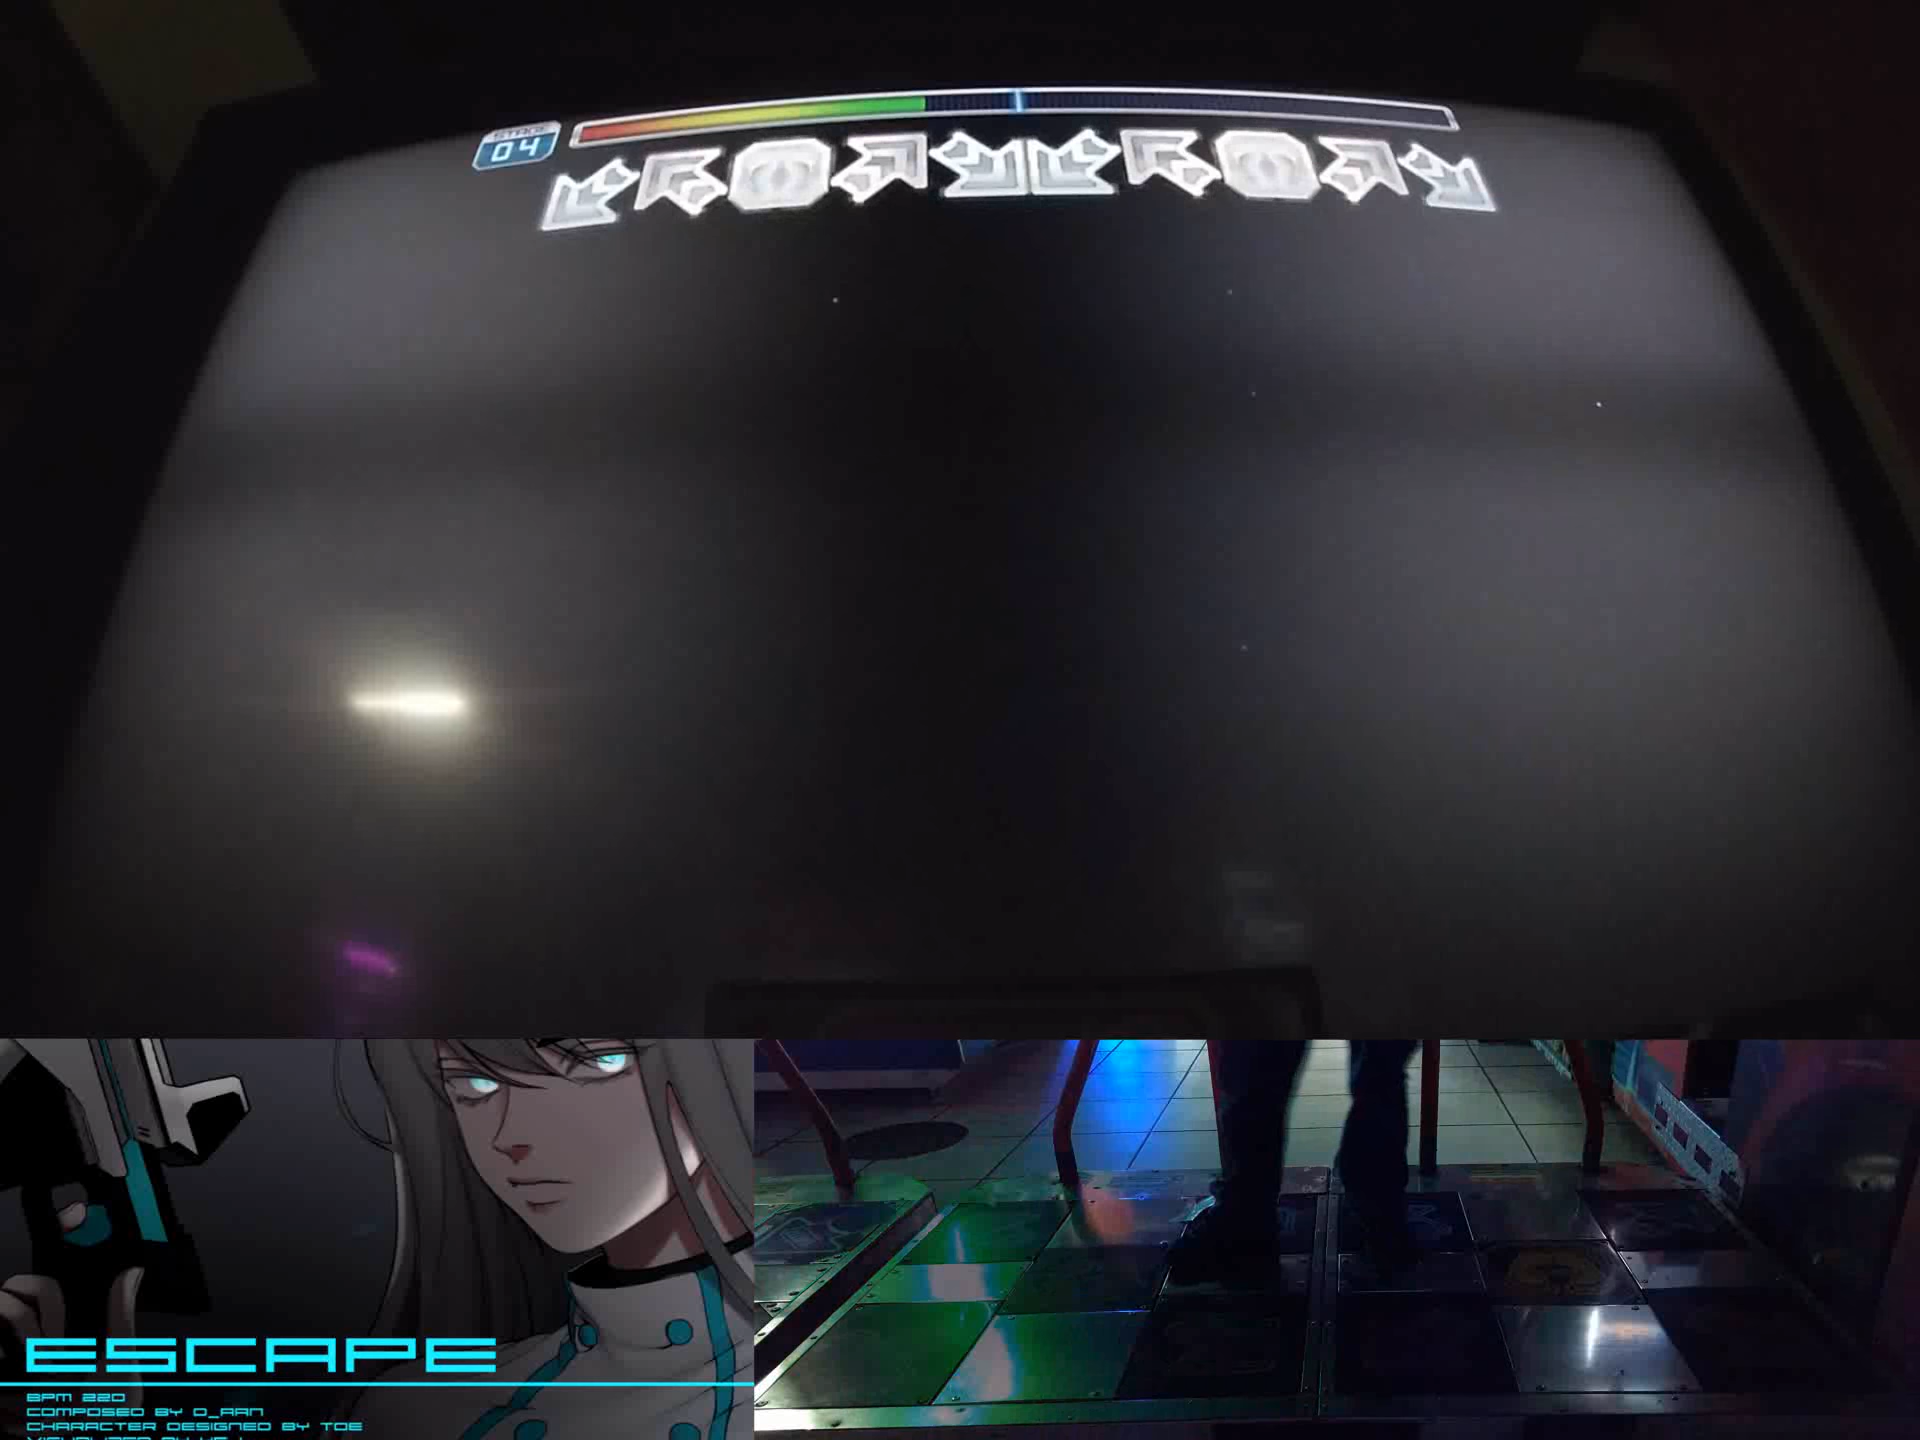 STAGE
04
ESCAPE
BPM 220
COMPOSED BY D_AAN
CHARACTER DESIGNED BY TOE